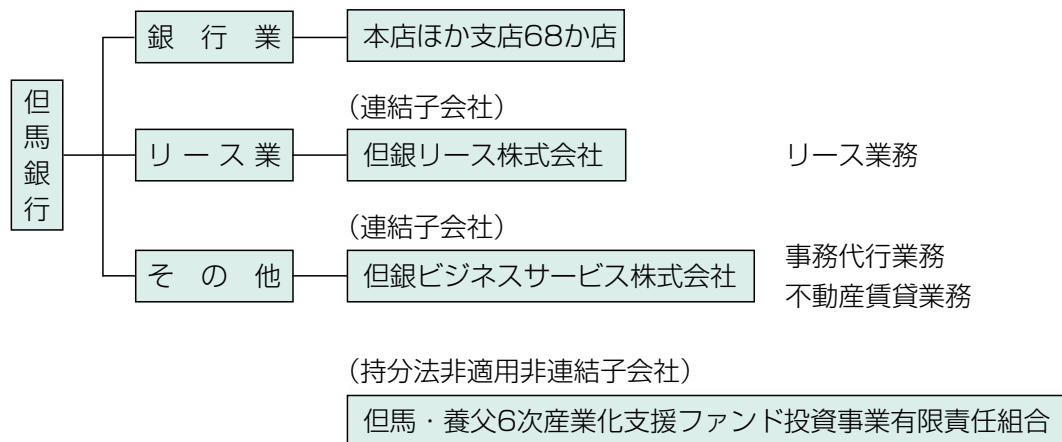 但馬銀行
銀行業
本店ほか支店68か店
(連結子会社)
リース業
但銀リース株式会社
リース業務
(連結子会社)
その他
但銀ビジネスサービス株式会社
事務代行業務
不動産賃貸業務
(持分法非適用非連結子会社)
但馬・養父6次産業化支援ファンド投資事業有限責任組合